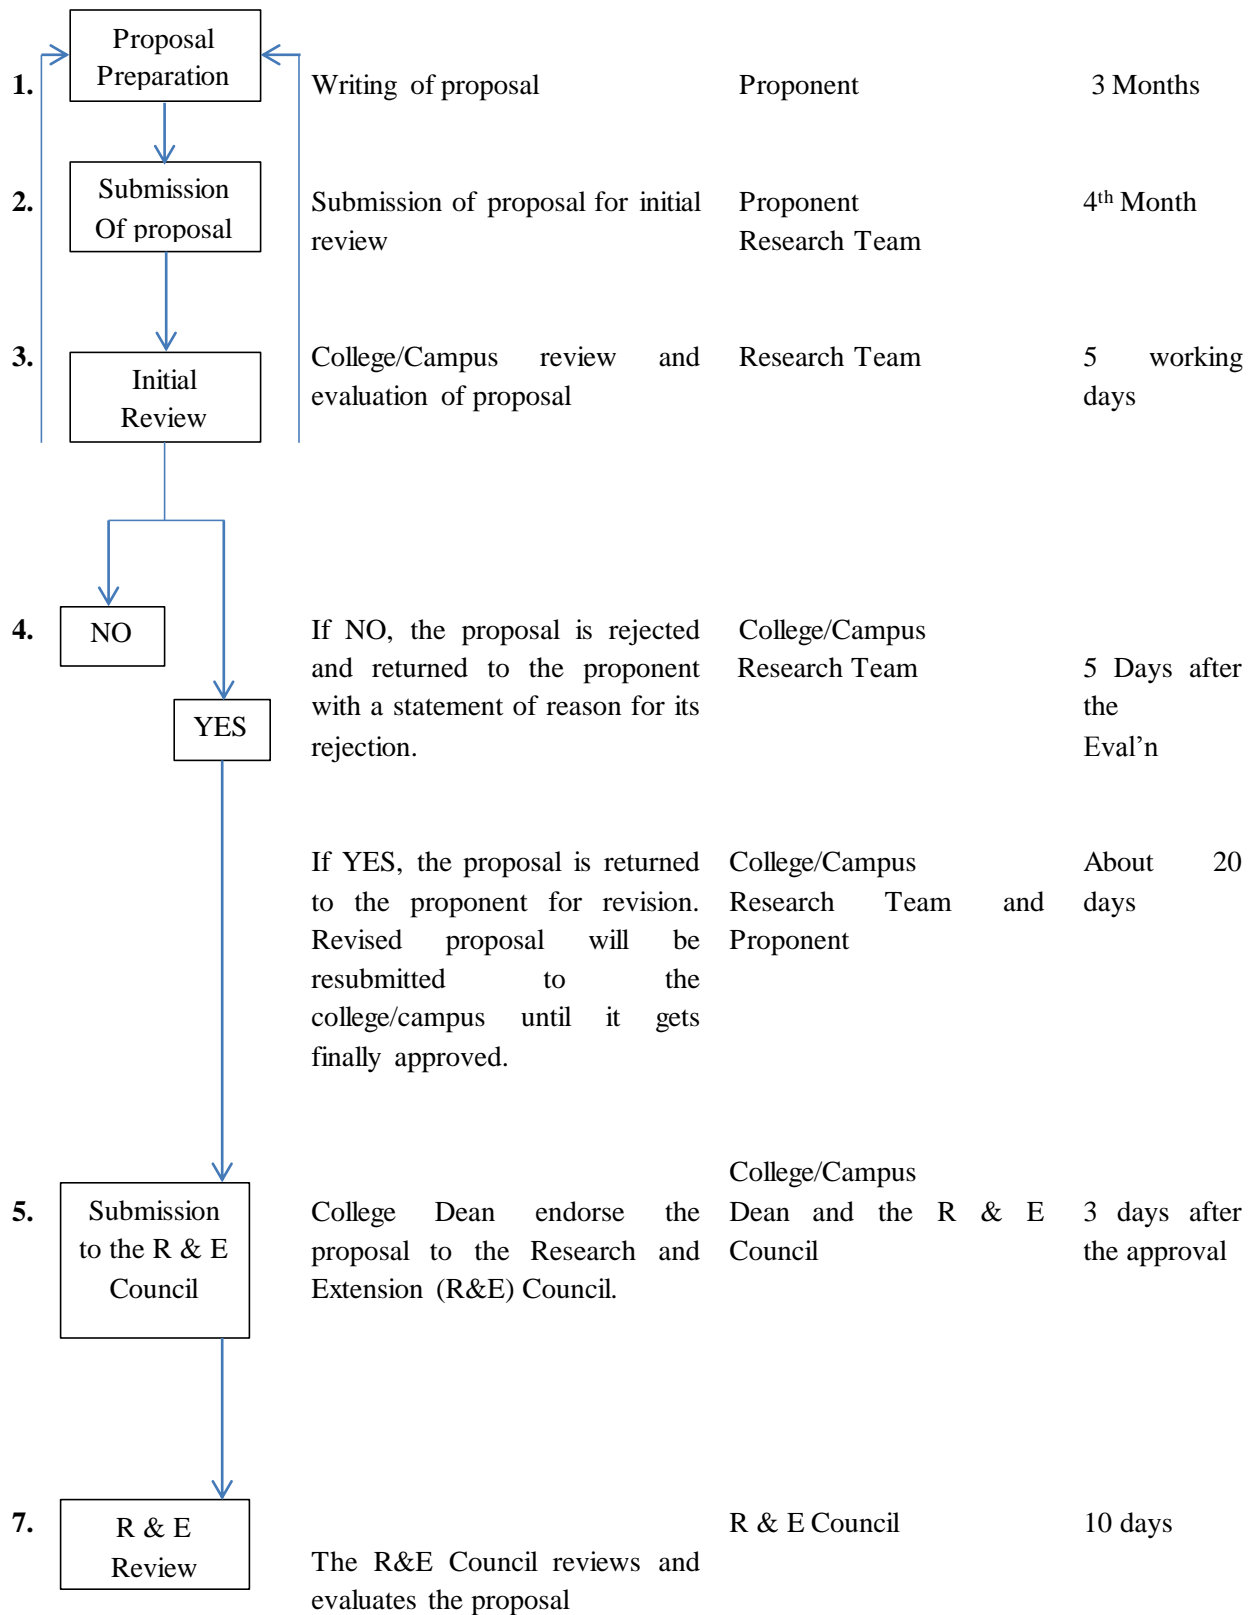 1.
Proposal
Preparation
Writing of proposal
Proponent
3 Months
2.
Submission
Of proposal
Submission of proposal for initial
review
Proponent
Research Team
4th Month
3.
Initial
Review
College/Campus review and
evaluation of proposal
Research Team
5 working
days
4.
NO
YES
If NO, the proposal is rejected
and returned to the proponent
with a statement of reason for its
rejection.
College/Campus
Research Team
5 Days after
the
Eval’n
If YES, the proposal is returned
to the proponent for revision.
Revised proposal will be
resubmitted to the
college/campus until it gets
finally approved.
College/Campus
Research Team and
Proponent
About 20
days
5.
Submission
to the R & E
Council
College Dean endorse the
proposal to the Research and
Extension (R&E) Council.
College/Campus
Dean and the R & E
Council
3 days after
the approval
7.
R & E
Review
The R&E Council reviews and
evaluates the proposal
R & E Council
10 days